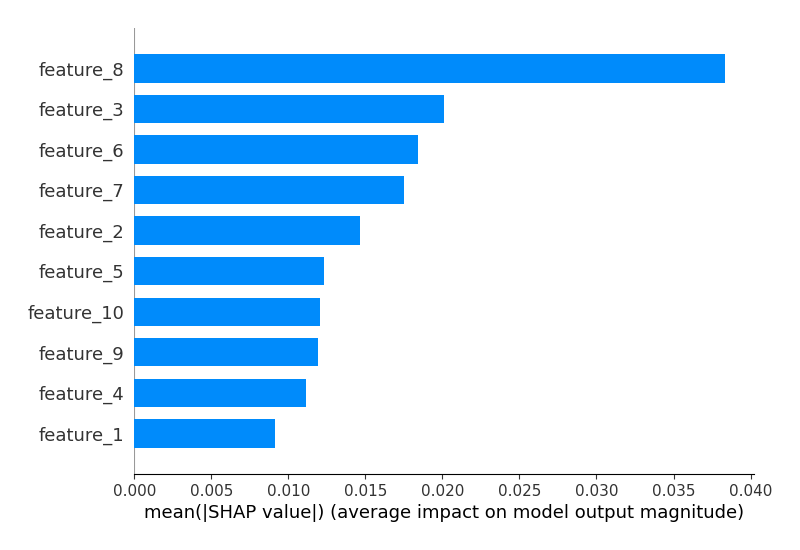 feature_8
feature_3
feature_6
feature_7
feature_2
feature_5
feature_10
feature_9
feature_4
feature_1
0.000 0.005 0.010 0.015 0.020 0.025 0.030 0.035 0.040
mean(|SHAP value|) (average impact on model output magnitude)